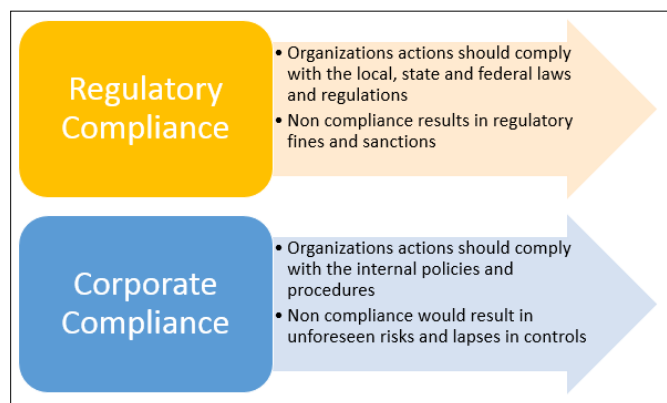 Regulatory
Compliance
• Organizations actions should comply
with the local, state and federal laws
and regulations
• Non compliance results in regulatory
fines and sanctions
Corporate
Compliance
• Organizations actions should comply
with the internal policies and
procedures
• Non compliance would result in
unforeseen risks and lapses in controls